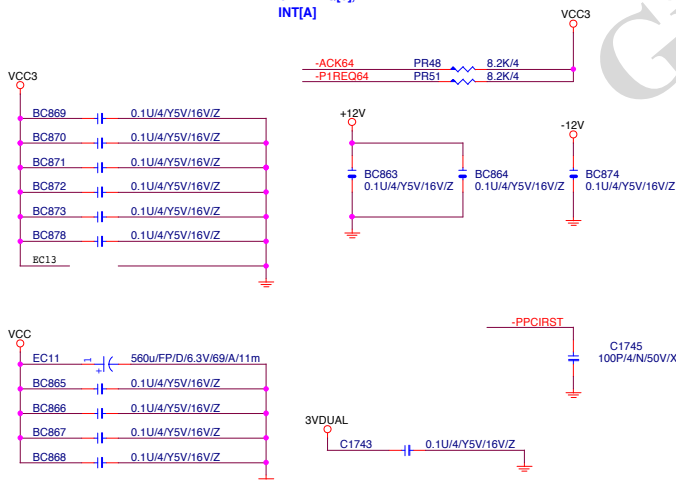 INT[A]
VCC3
-ACK64 PR48 8.2K/4
-P1REQ64 PR51 8.2K/4
VCC3
BC869 0.1U/4/Y5V/16V/Z
BC870 0.1U/4/Y5V/16V/Z
BC871 0.1U/4/Y5V/16V/Z
BC872 0.1U/4/Y5V/16V/Z
BC873 0.1U/4/Y5V/16V/Z
BC878 0.1U/4/Y5V/16V/Z
EC13
+12V
-12V
BC863
0.1U/4/Y5V/16V/Z
BC864
0.1U/4/Y5V/16V/Z
BC874
0.1U/4/Y5V/16V/Z
VCC
EC11 1 + 560u/FP/D/6.3V/69/A/11m
BC865 0.1U/4/Y5V/16V/Z
BC866 0.1U/4/Y5V/16V/Z
BC867 0.1U/4/Y5V/16V/Z
BC868 0.1U/4/Y5V/16V/Z
-PPCIRST
C1745
100P/4/N/50V/X
3VDUAL
C1743 0.1U/4/Y5V/16V/Z